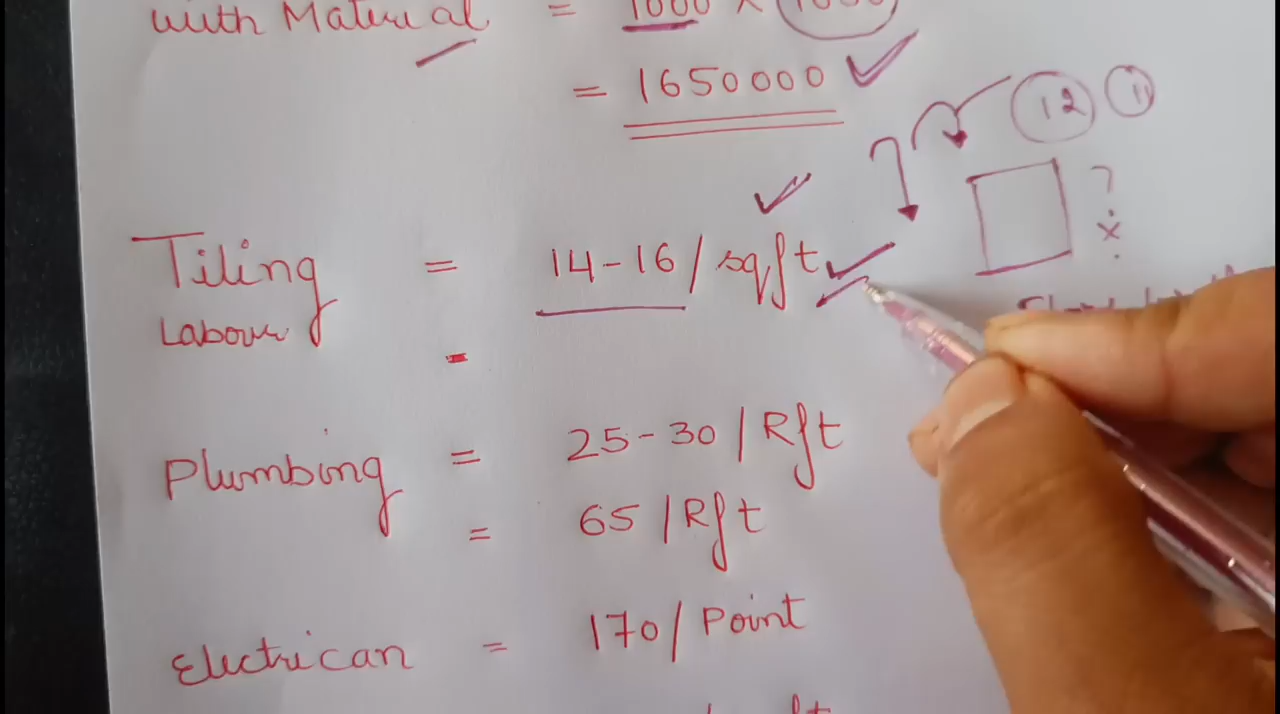 with Material = 1000 ×
= 1650000
12 11
Tiling = 14-16/sqft
Labour
?
Plumbing = 25-30/Rft
= 65/Rft
Electrican = 170/Point